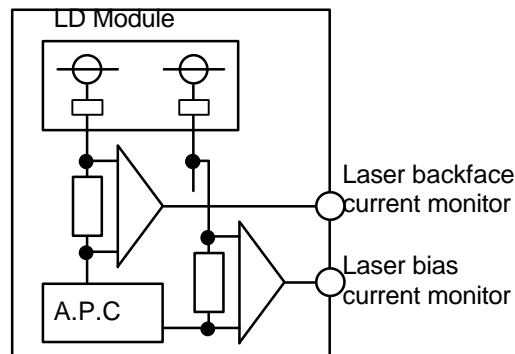 LD Module
Laser backface
current monitor
Laser bias
current monitor
A.P.C